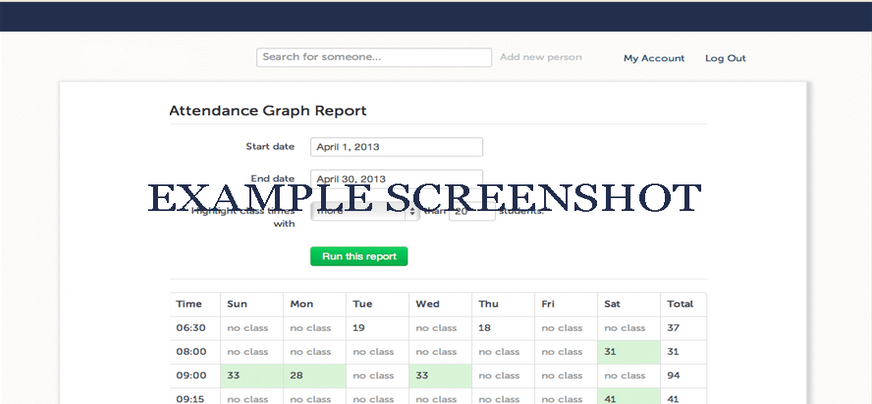 Search for someone... Add new person My Account Log Out
Attendance Graph Report
Start date April 1, 2013
End date April 30, 2013
EXAMPLE SCREENSHOT
Highlight class times with more than 20 students.
Run this report
Time Sun Mon Tue Wed Thu Fri Sat Total
06:30 no class no class 19 no class 18 no class no class 37
08:00 no class no class no class no class no class no class 31 31
09:00 33 28 no class 33 no class no class no class 94
09:15 no class no class no class no class no class no class 41 41